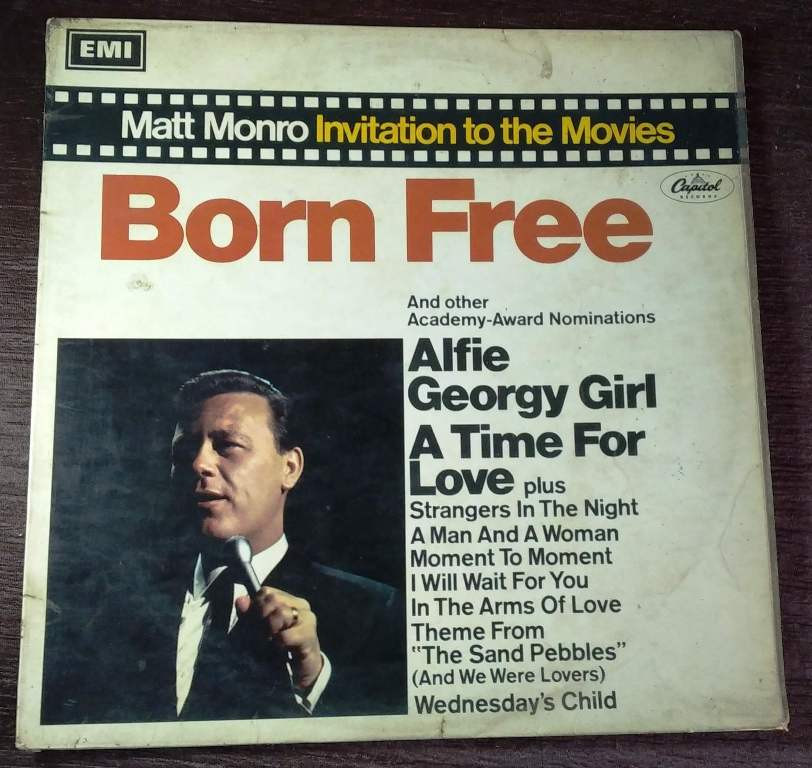 EMI
Matt Monro Invitation to the Movies
Born Free
Capitol
RECORDS
And other
Academy-Award Nominations
Alfie
Georgy Girl
A Time For
Love plus
Strangers In The Night
A Man And A Woman
Moment To Moment
I Will Wait For You
In The Arms Of Love
Theme From
"The Sand Pebbles"
(And We Were Lovers)
Wednesday's Child